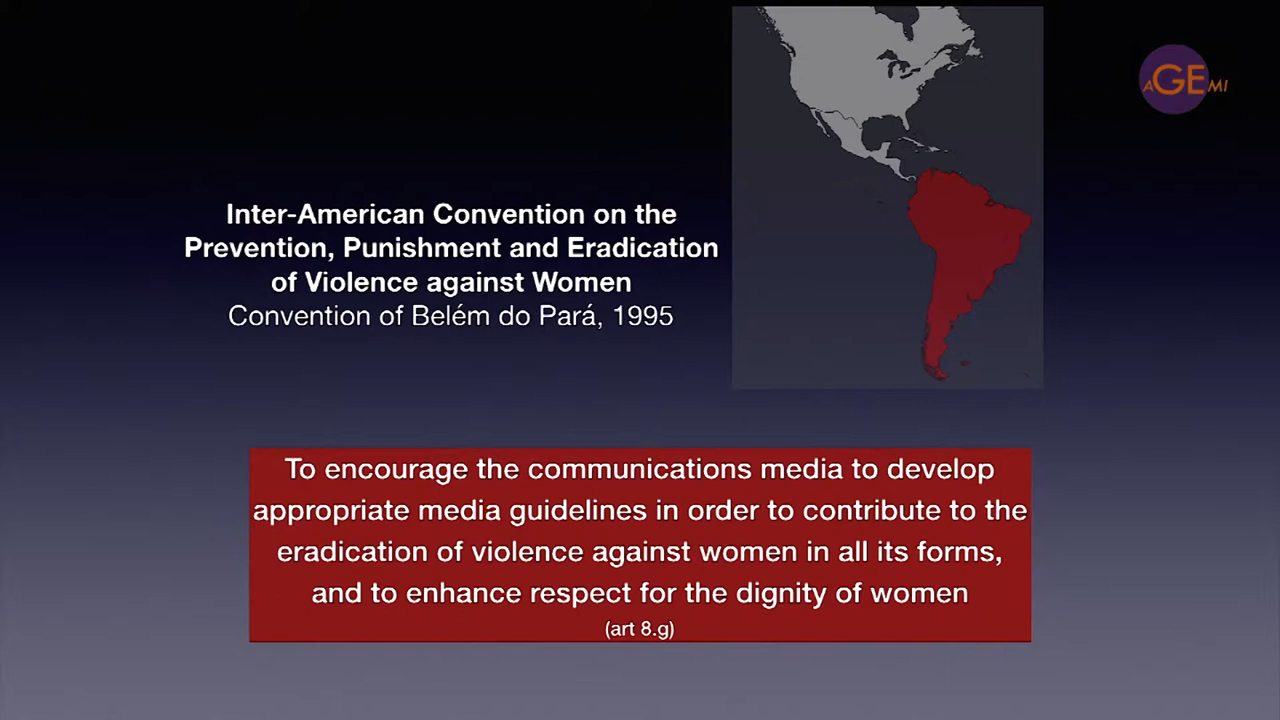 AGEMI
Inter-American Convention on the
Prevention, Punishment and Eradication
of Violence against Women
Convention of Belém do Pará, 1995
To encourage the communications media to develop
appropriate media guidelines in order to contribute to the
eradication of violence against women in all its forms,
and to enhance respect for the dignity of women
(art 8.g)